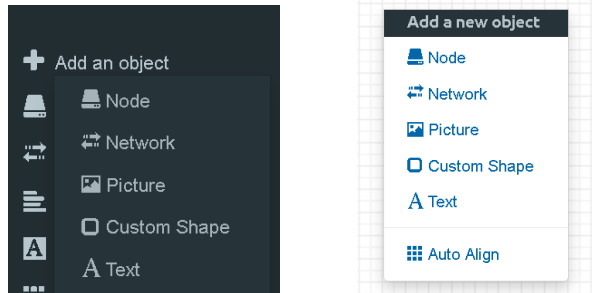 Add an object
Node
Network
Picture
Custom Shape
Text
Add a new object
Node
Network
Picture
Custom Shape
Text
Auto Align